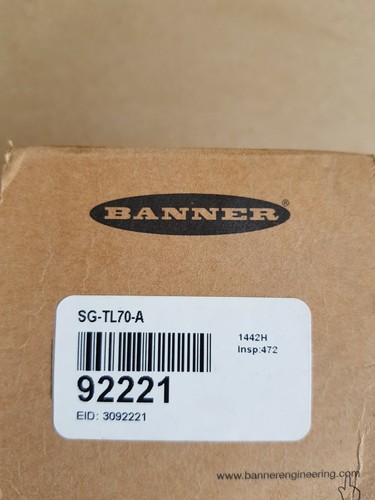 BANNER®
SG-TL70-A
1442H
Insp:472
92221
EID: 3092221
www.bannerengineering.com